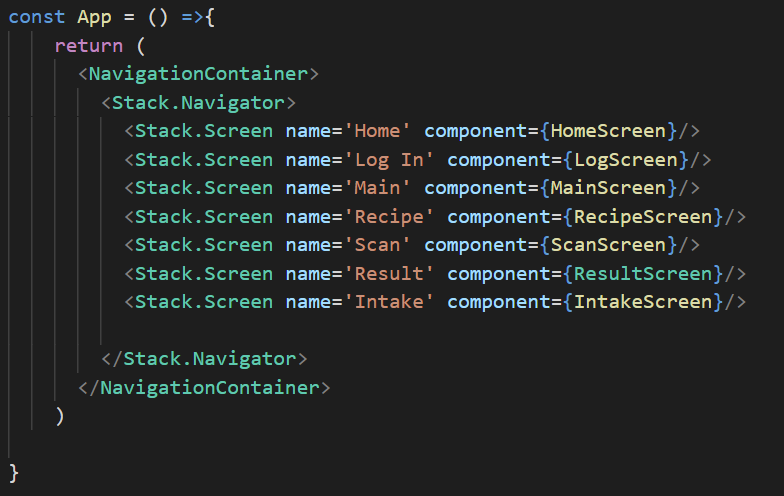 const App = () =>{
return (
<NavigationContainer>
<Stack.Navigator>
<Stack.Screen name='Home' component={HomeScreen}/>
<Stack.Screen name='Log In' component={LogScreen}/>
<Stack.Screen name='Main' component={MainScreen}/>
<Stack.Screen name='Recipe' component={RecipeScreen}/>
<Stack.Screen name='Scan' component={ScanScreen}/>
<Stack.Screen name='Result' component={ResultScreen}/>
<Stack.Screen name='Intake' component={IntakeScreen}/>
</Stack.Navigator>
</NavigationContainer>
)
}